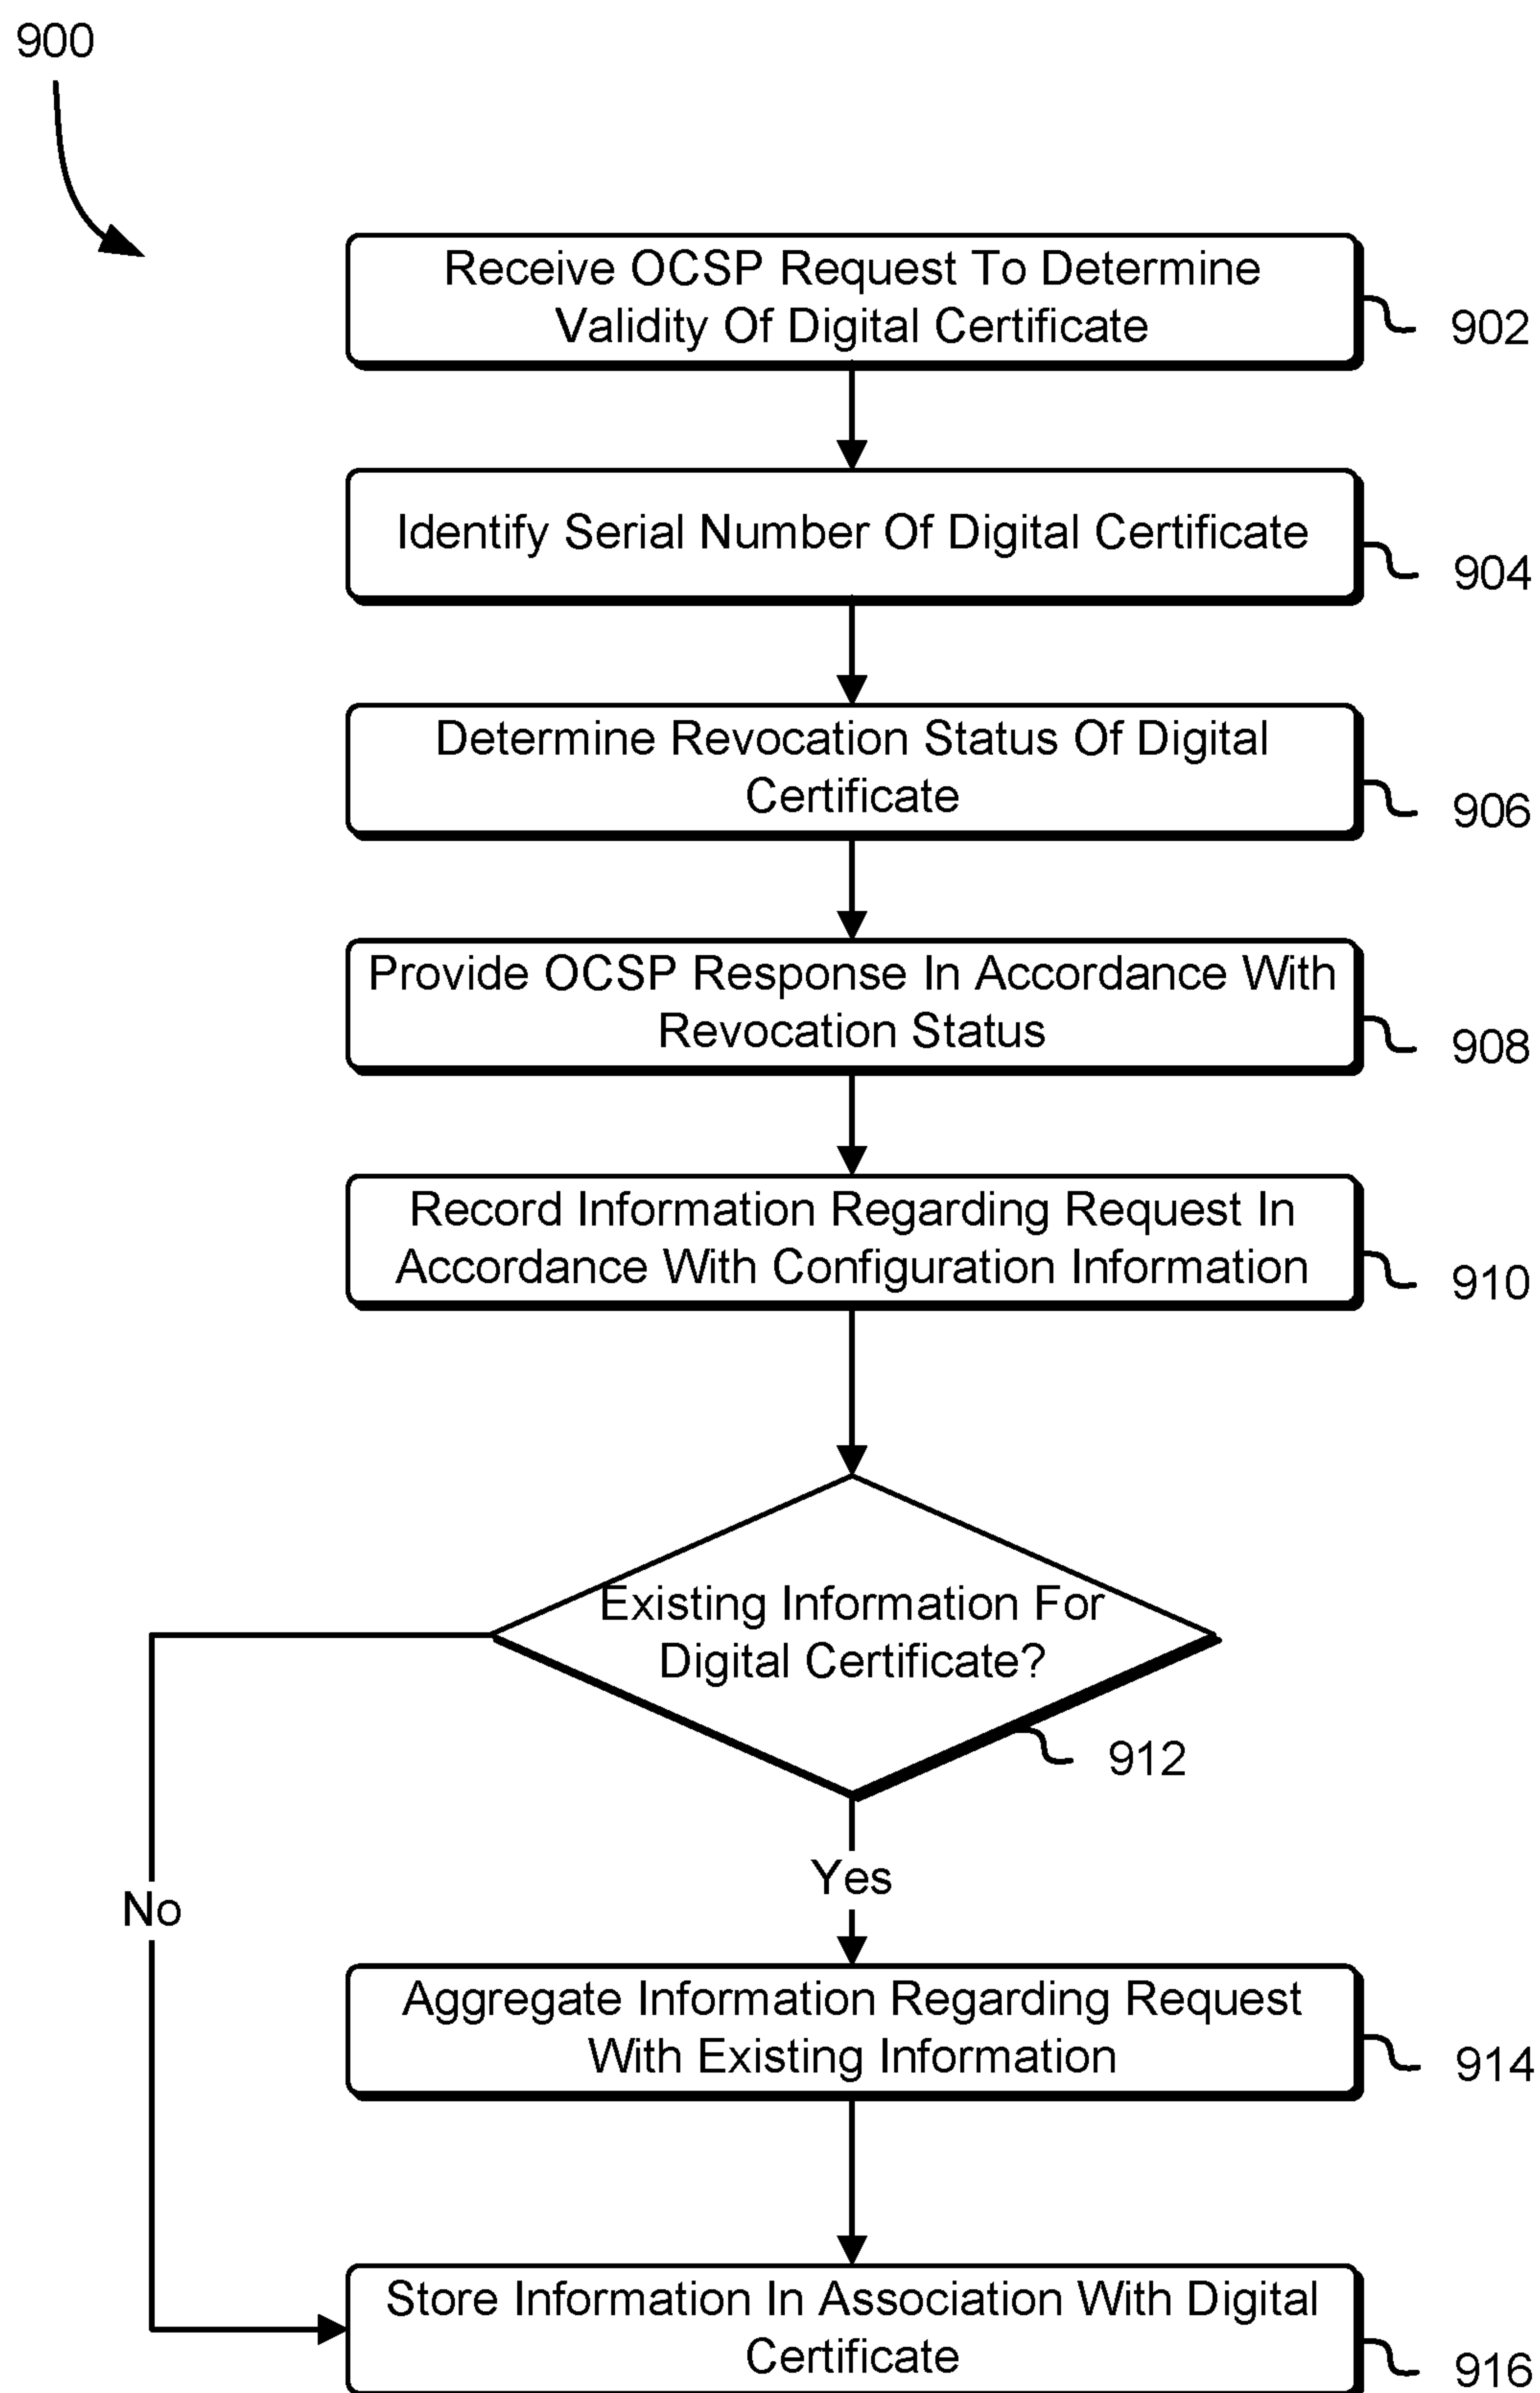 900
Receive OCSP Request To Determine
Validity Of Digital Certificate
902
Identify Serial Number Of Digital Certificate
904
Determine Revocation Status Of Digital
Certificate
906
Provide OCSP Response In Accordance With
Revocation Status
908
Record Information Regarding Request In
Accordance With Configuration Information
910
Existing Information For
Digital Certificate?
912
Yes
No
Aggregate Information Regarding Request
With Existing Information
914
Store Information In Association With Digital
Certificate
916